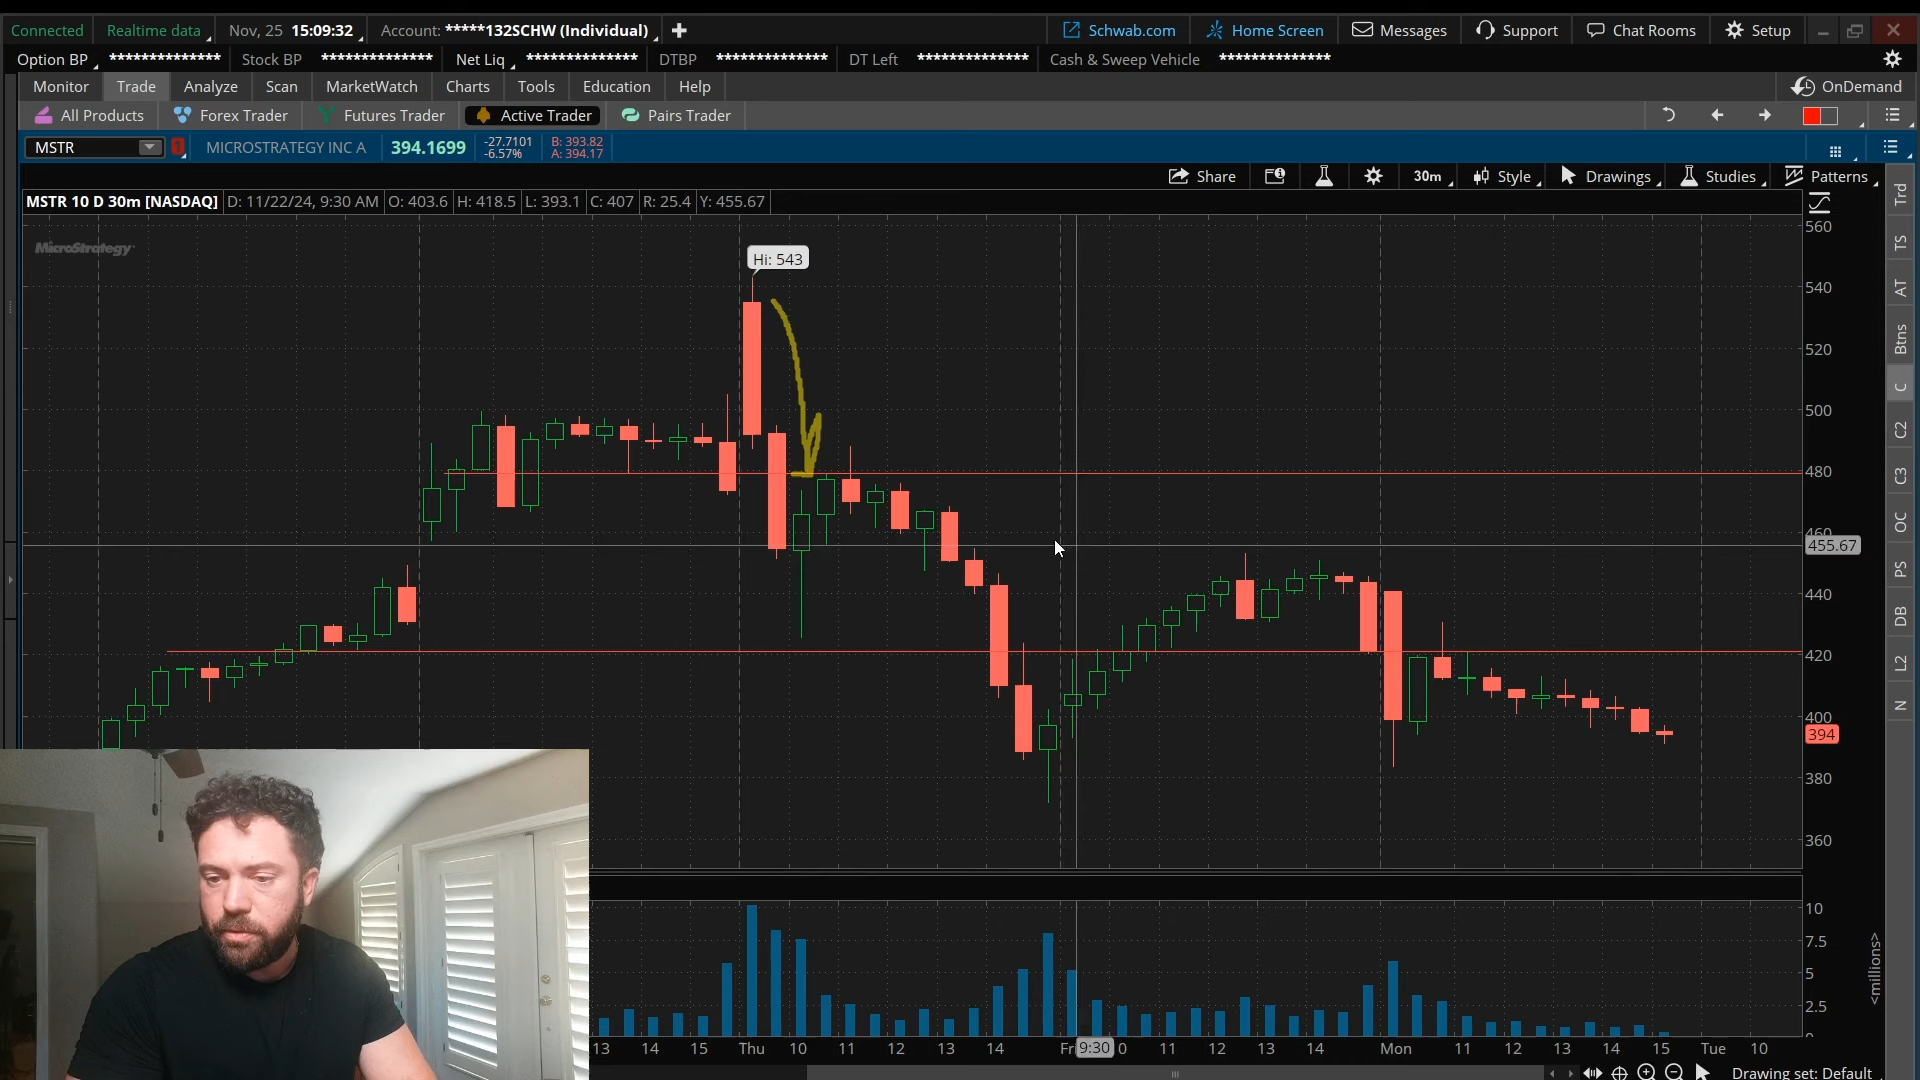 Connected Realtime data Nov, 25 15:09:32 Account: *****132SCHW (Individual) Schwab.com Home Screen Messages Support Chat Rooms Setup
Option BP ************** Stock BP ************** Net Liq ************** DTBP ************** DT Left ************** Cash & Sweep Vehicle **************
Monitor Trade Analyze Scan MarketWatch Charts Tools Education Help OnDemand
All Products Forex Trader Futures Trader Active Trader Pairs Trader
MSTR 1 MICROSTRATEGY INC A 394.1699 -27.7101 B: 393.82
-6.57% A: 394.17
Share 30m Style Drawings Studies Patterns
MSTR 10 D 30m [NASDAQ] D: 11/22/24, 9:30 AM O: 403.6 H: 418.5 L: 393.1 C: 407 R: 25.4 Y: 455.67
MicroStrategy
Hi: 543
560
540
520
500
480
460
455.67
440
420
400
394
380
360
10
7.5
5
2.5
<millions>
13 14 15 Thu 10 11 12 13 14 Fri 9:30 0 11 12 13 14 Mon 11 12 13 14 15 Tue 10
Drawing set: Default
Trd
TS
AT
Btns
C
C2
C3
OC
PS
DB
L2
N